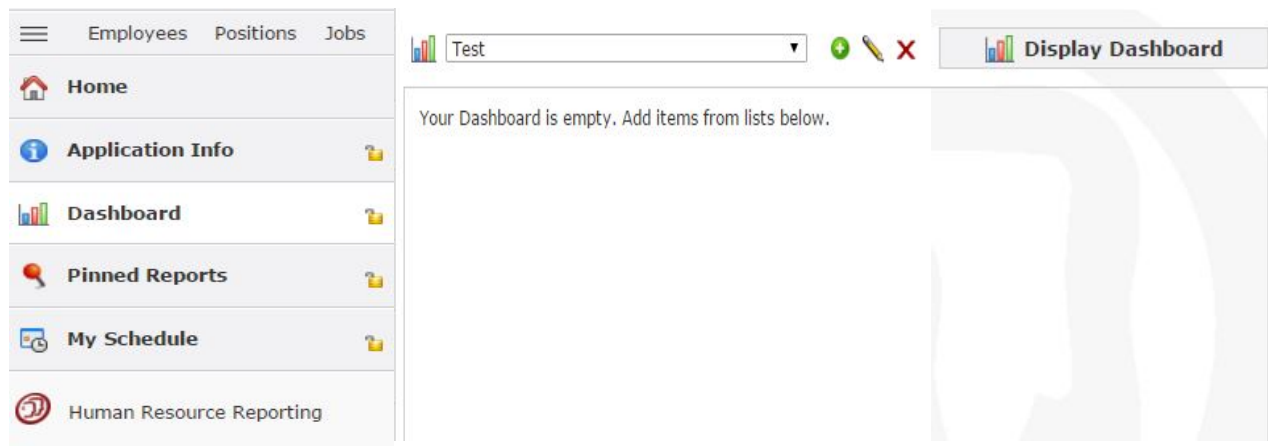 Employees Positions Jobs
Home
Application Info
Dashboard
Pinned Reports
My Schedule
Human Resource Reporting
Test
Display Dashboard
Your Dashboard is empty. Add items from lists below.